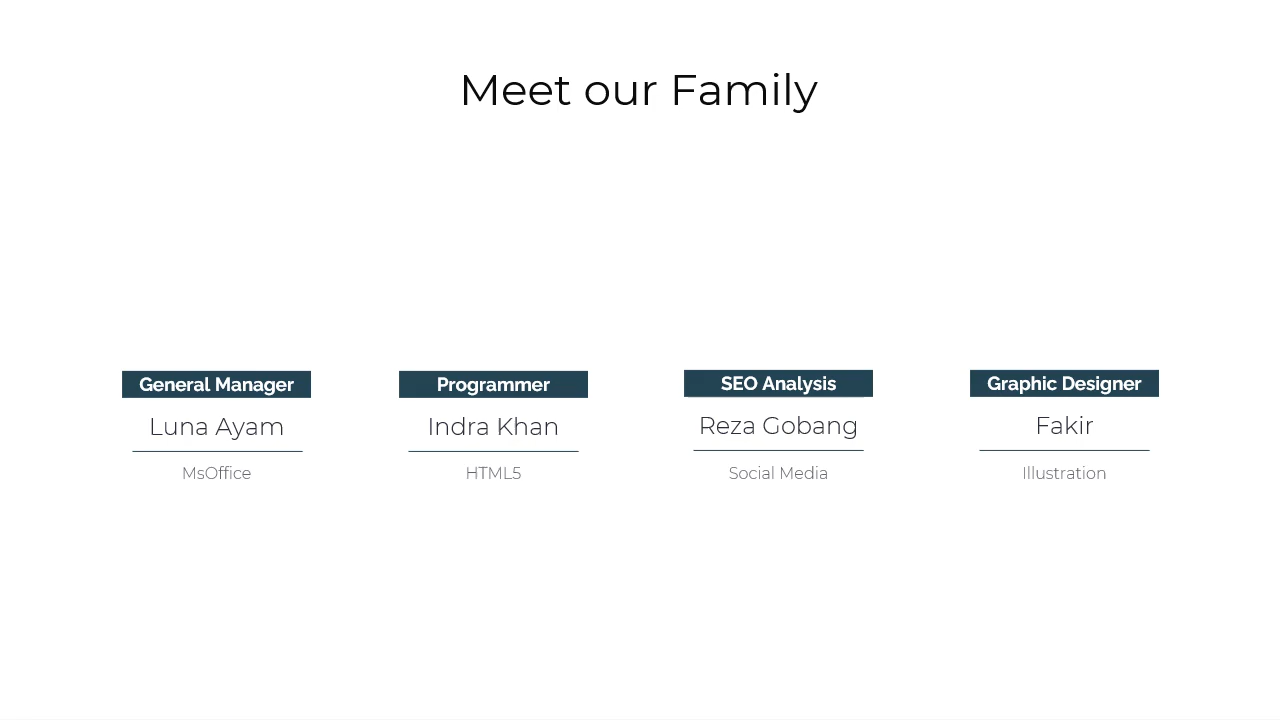 Meet our Family
General Manager
Luna Ayam
MsOffice
Programmer
Indra Khan
HTML5
SEO Analysis
Reza Gobang
Social Media
Graphic Designer
Fakir
Illustration